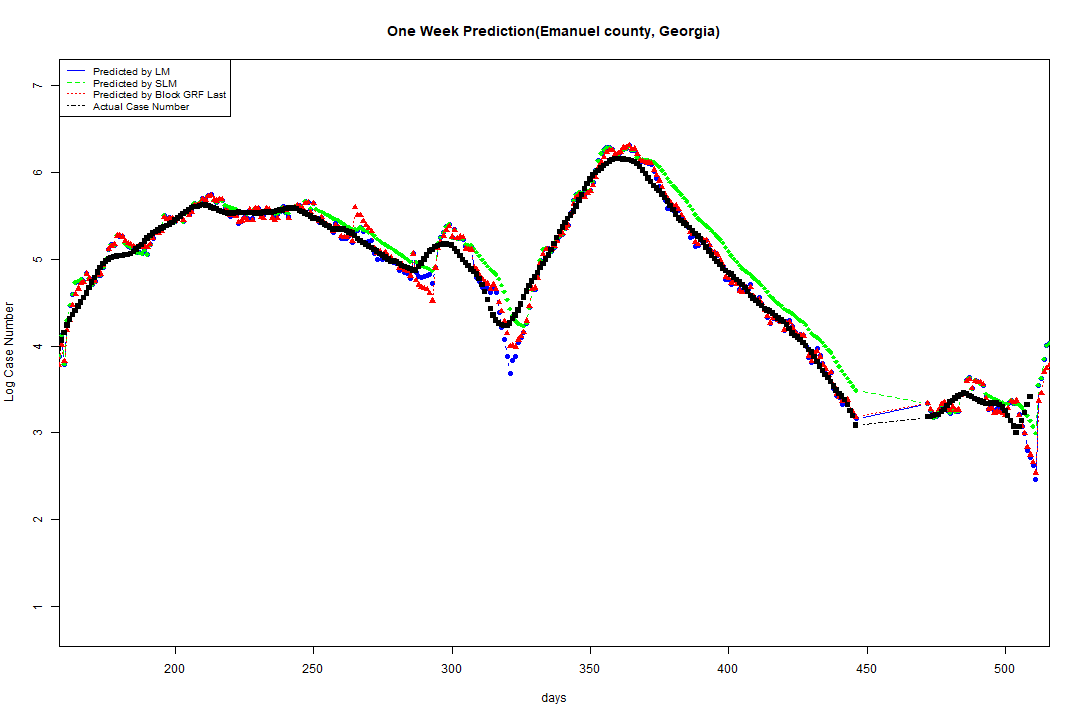 One Week Prediction(Emanuel county, Georgia)
Predicted by LM
Predicted by SLM
Predicted by Block GRF Last
Actual Case Number
Log Case Number
7
6
5
4
3
2
1
200 250 300 350 400 450 500
days